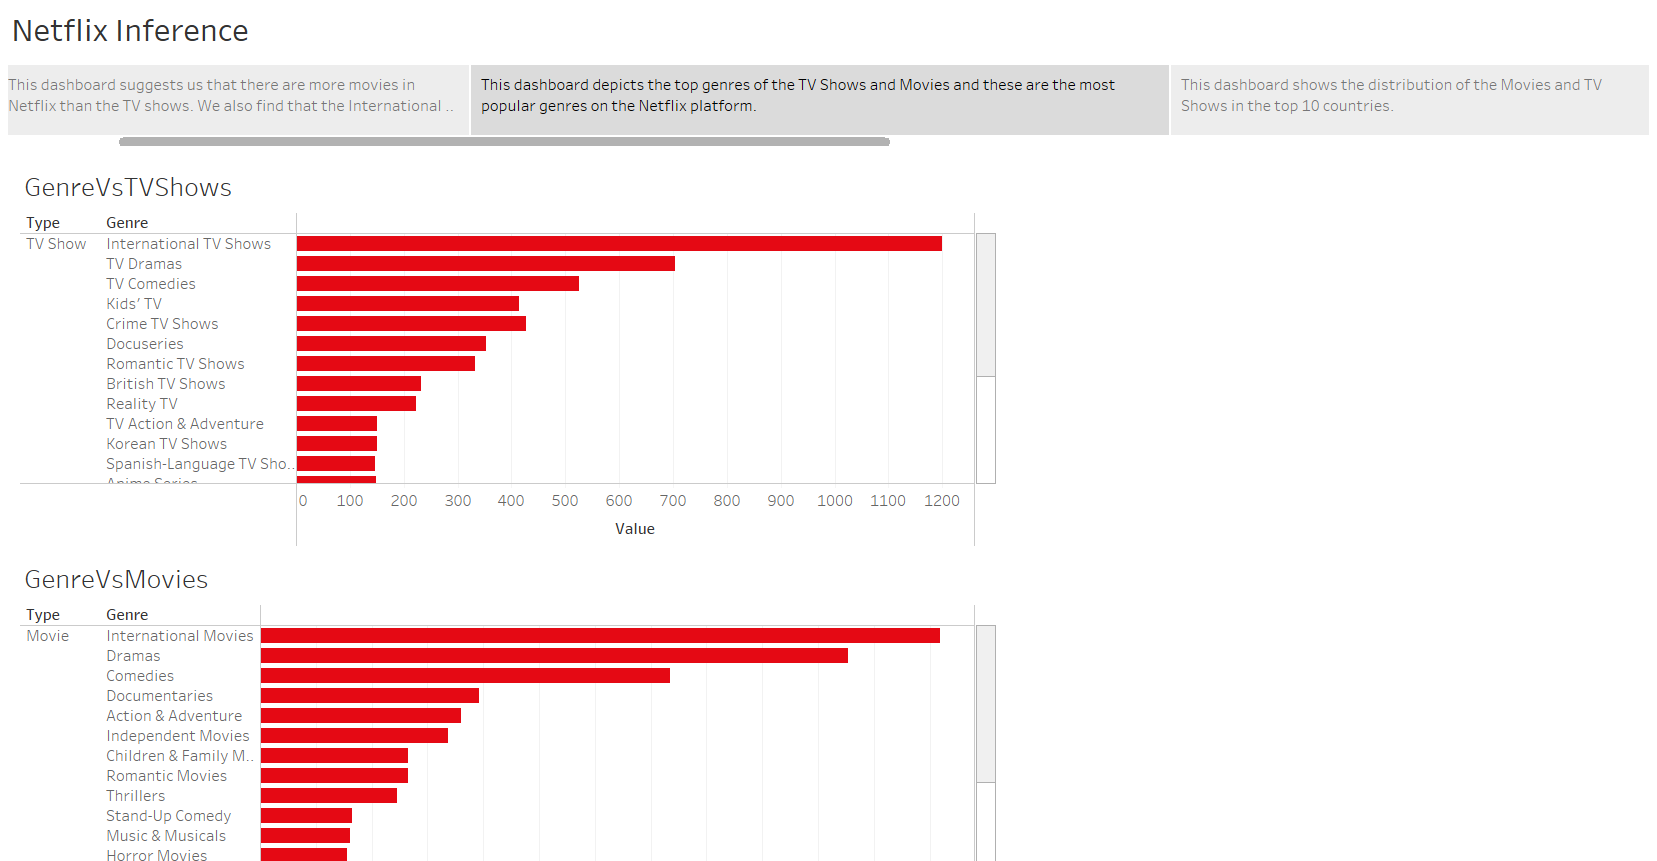 Netflix Inference
This dashboard suggests us that there are more movies in
Netflix than the TV shows. We also find that the International ..
This dashboard depicts the top genres of the TV Shows and Movies and these are the most
popular genres on the Netflix platform.
This dashboard shows the distribution of the Movies and TV
Shows in the top 10 countries.
GenreVsTVShows
Type Genre
TV Show International TV Shows
TV Dramas
TV Comedies
Kids' TV
Crime TV Shows
Docuseries
Romantic TV Shows
British TV Shows
Reality TV
TV Action & Adventure
Korean TV Shows
Spanish-Language TV Sho..
Anime Series
0 100 200 300 400 500 600 700 800 900 1000 1100 1200
Value
GenreVsMovies
Type Genre
Movie International Movies
Dramas
Comedies
Documentaries
Action & Adventure
Independent Movies
Children & Family M..
Romantic Movies
Thrillers
Stand-Up Comedy
Music & Musicals
Horror Movies